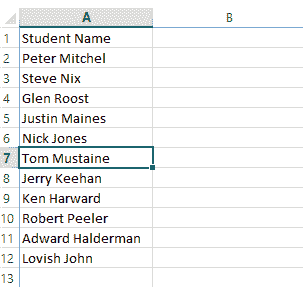 A B
1 Student Name
2 Peter Mitchel
3 Steve Nix
4 Glen Roost
5 Justin Maines
6 Nick Jones
7 Tom Mustaine
8 Jerry Keehan
9 Ken Harward
10 Robert Peeler
11 Adward Halderman
12 Lovish John
13